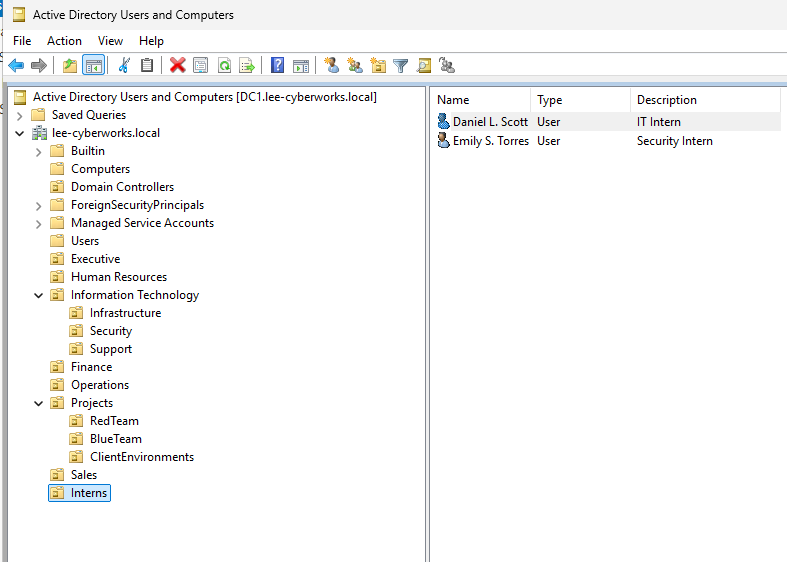 Active Directory Users and Computers
File Action View Help
Active Directory Users and Computers [DC1.lee-cyberworks.local]
Saved Queries
lee-cyberworks.local
Builtin
Computers
Domain Controllers
ForeignSecurityPrincipals
Managed Service Accounts
Users
Executive
Human Resources
Information Technology
Infrastructure
Security
Support
Finance
Operations
Projects
RedTeam
BlueTeam
ClientEnvironments
Sales
Interns
Name Type Description
Daniel L. Scott User IT Intern
Emily S. Torres User Security Intern